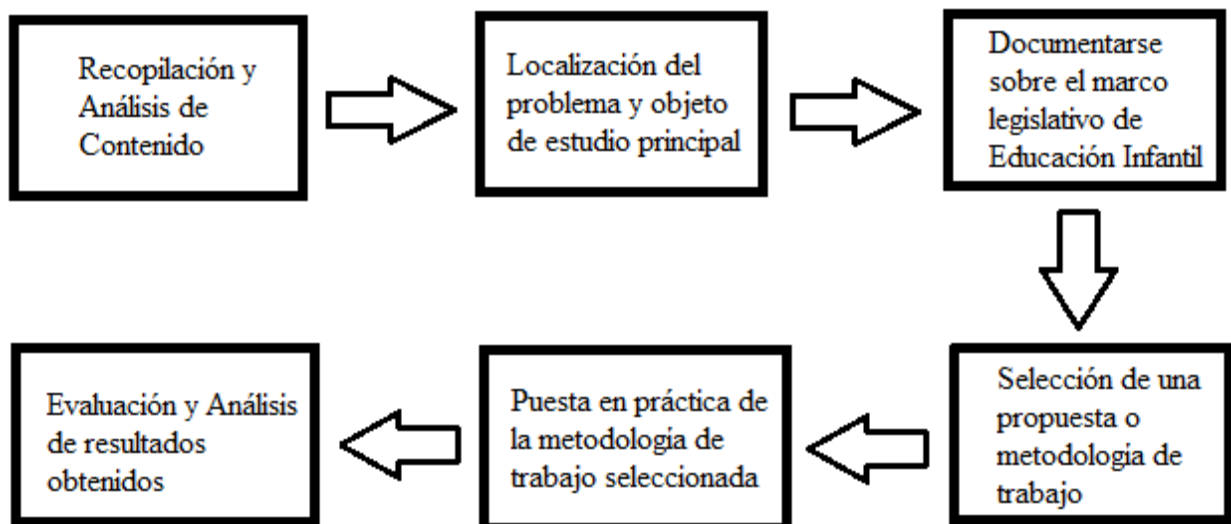 Recopilación y
Análisis de
Contenido
Localización del
problema y objeto
de estudio principal
Documentarse
sobre el marco
legislativo de
Educación Infantil
Selección de una
propuesta o
metodología de
trabajo
Puesta en práctica de
la metodología de
trabajo seleccionada
Evaluación y Análisis
de resultados
obtenidos